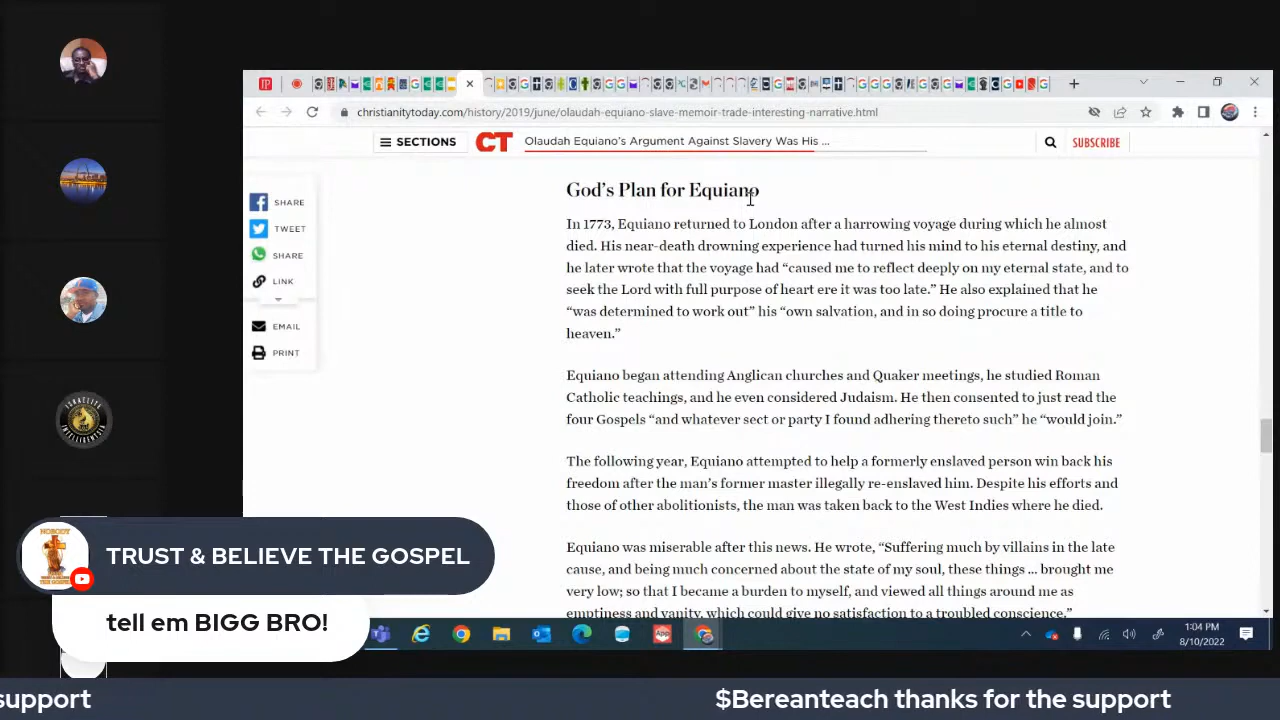 christianitytoday.com/history/2019/june/olaudah-equiano-slave-memoir-trade-interesting-narrative.html
SECTIONS
CT
Olaudah Equiano's Argument Against Slavery Was His ...
SUBSCRIBE
SHARE
TWEET
SHARE
LINK
EMAIL
PRINT
God's Plan for Equiano
In 1773, Equiano returned to London after a harrowing voyage during which he almost
died. His near-death drowning experience had turned his mind to his eternal destiny, and
he later wrote that the voyage had “caused me to reflect deeply on my eternal state, and to
seek the Lord with full purpose of heart ere it was too late.” He also explained that he
“was determined to work out” his “own salvation, and in so doing procure a title to
heaven.”
Equiano began attending Anglican churches and Quaker meetings, he studied Roman
Catholic teachings, and he even considered Judaism. He then consented to just read the
four Gospels “and whatever sect or party I found adhering thereto such” he “would join.”
The following year, Equiano attempted to help a formerly enslaved person win back his
freedom after the man’s former master illegally re-enslaved him. Despite his efforts and
those of other abolitionists, the man was taken back to the West Indies where he died.
Equiano was miserable after this news. He wrote, “Suffering much by villains in the late
cause, and being much concerned about the state of my soul, these things … brought me
very low; so that I became a burden to myself, and viewed all things around me as
emptiness and vanity, which could give no satisfaction to a troubled conscience.”
NOBODY
TRUST & BELIEVE THE GOSPEL
tell em BIGG BRO!
App
1:04 PM
8/10/2022
support
$Bereanteach thanks for the support